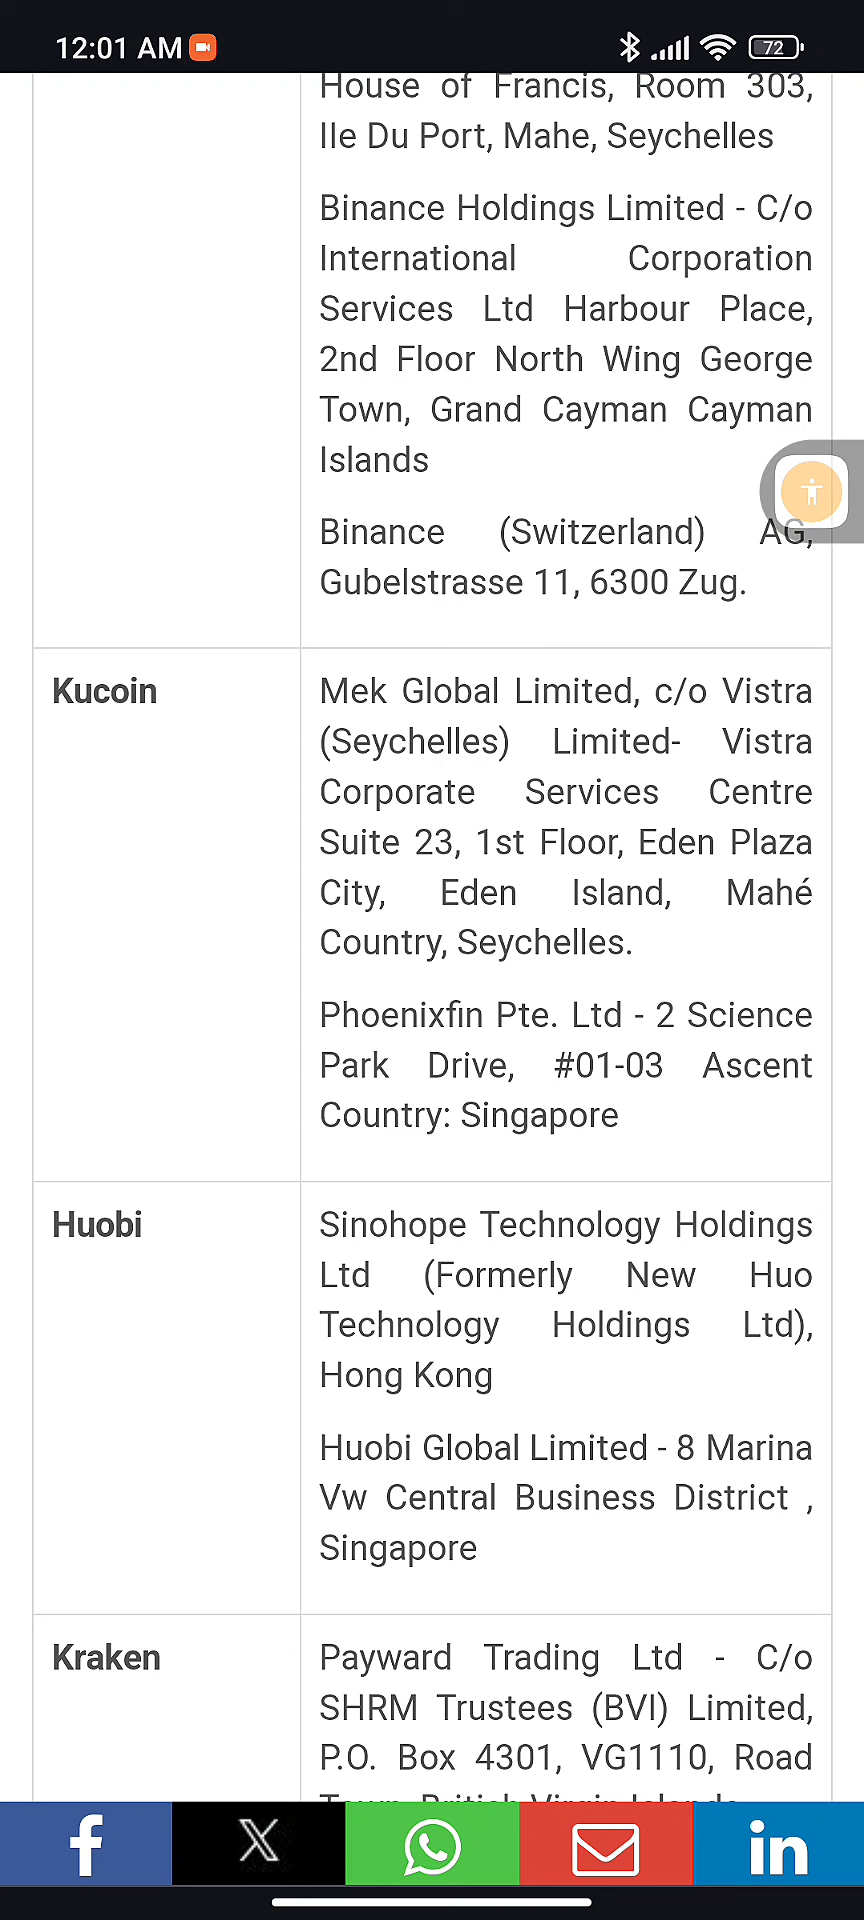 12:01 AM
72
House of Francis, Room 303,
Ile Du Port, Mahe, Seychelles
Binance Holdings Limited - C/o
International Corporation
Services Ltd Harbour Place,
2nd Floor North Wing George
Town, Grand Cayman Cayman
Islands
Binance (Switzerland) AG,
Gubelstrasse 11, 6300 Zug.
Kucoin
Mek Global Limited, c/o Vistra
(Seychelles) Limited- Vistra
Corporate Services Centre
Suite 23, 1st Floor, Eden Plaza
City, Eden Island, Mahé
Country, Seychelles.
Phoenixfin Pte. Ltd - 2 Science
Park Drive, #01-03 Ascent
Country: Singapore
Huobi
Sinohope Technology Holdings
Ltd (Formerly New Huo
Technology Holdings Ltd),
Hong Kong
Huobi Global Limited - 8 Marina
Vw Central Business District ,
Singapore
Kraken
Payward Trading Ltd - C/o
SHRM Trustees (BVI) Limited,
P.O. Box 4301, VG1110, Road
Town, British Virgin Islands